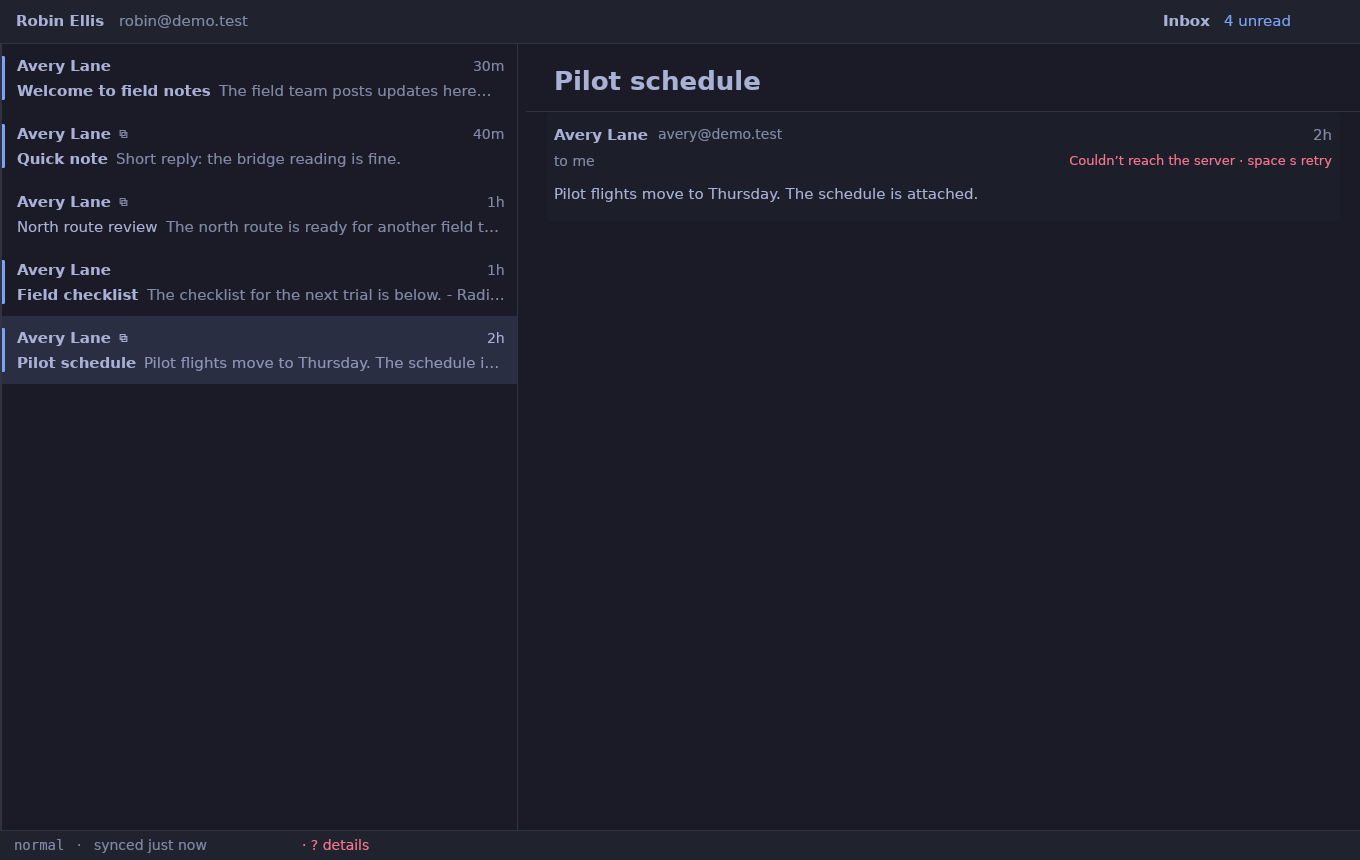 Robin Ellis robin@demo.test Inbox 4 unread
Avery Lane 30m
Welcome to field notes The field team posts updates here…
Avery Lane 40m
Quick note Short reply: the bridge reading is fine.
Avery Lane 1h
North route review The north route is ready for another field t…
Avery Lane 1h
Field checklist The checklist for the next trial is below. - Radi…
Avery Lane 2h
Pilot schedule Pilot flights move to Thursday. The schedule i…
Pilot schedule
Avery Lane avery@demo.test 2h
to me Couldn’t reach the server · space s retry
Pilot flights move to Thursday. The schedule is attached.
normal · synced just now · ? details